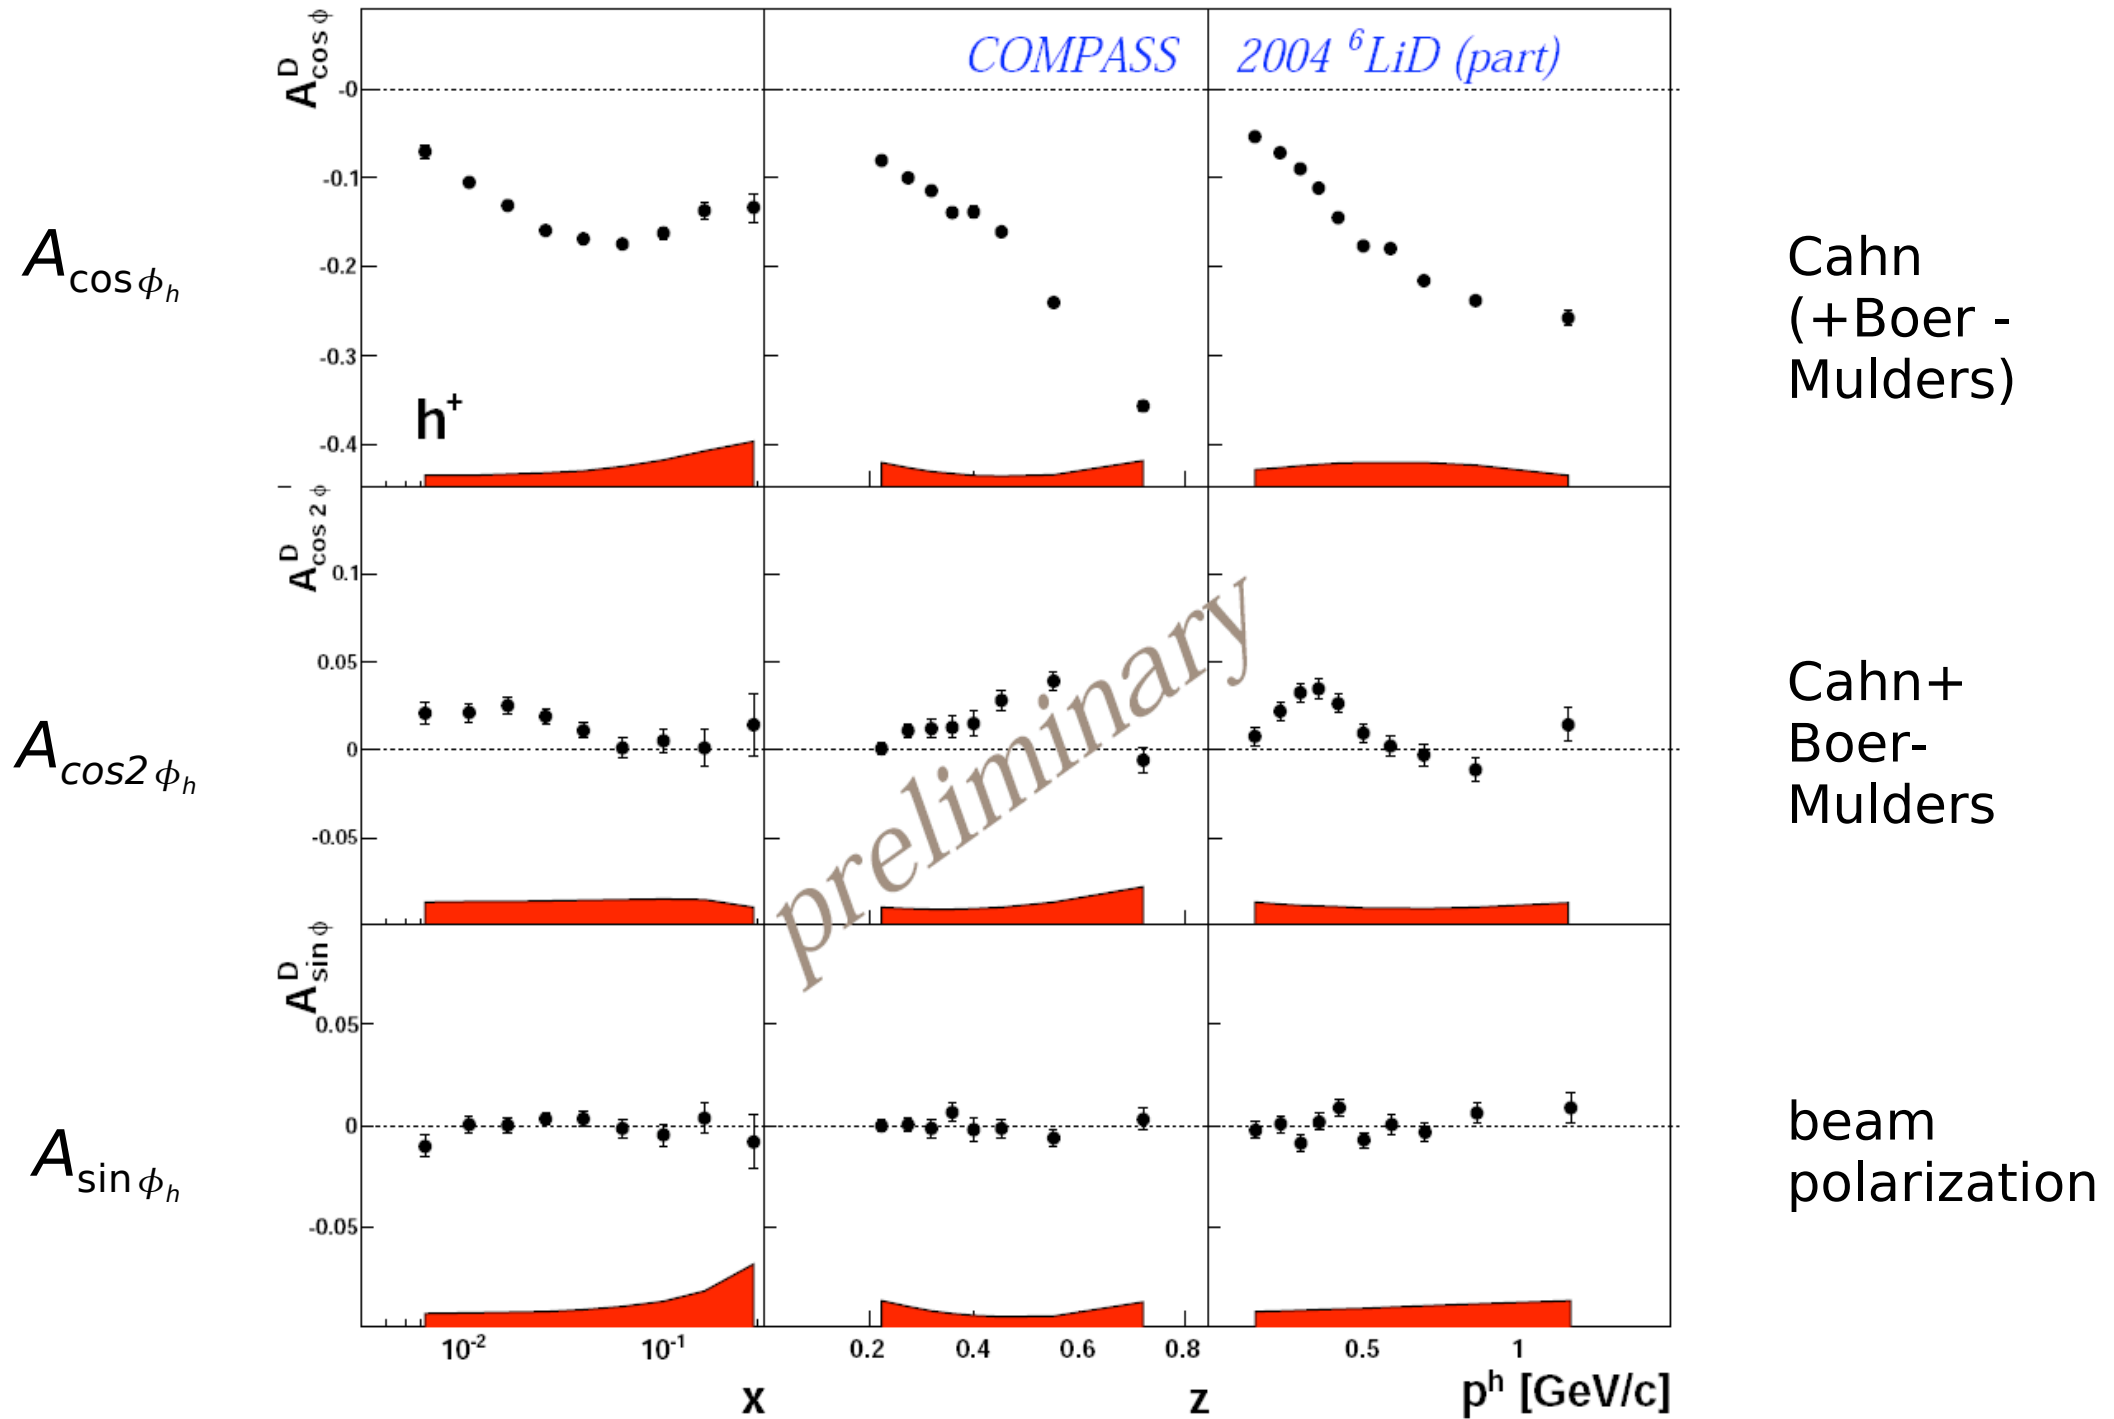 A^D_cos ϕ
COMPASS
2004 ⁶LiD (part)
-0
-0.1
-0.2
-0.3
-0.4
h⁺
A_cos ϕ_h
Cahn
(+Boer -
Mulders)
A^D_cos 2 ϕ
0.1
0.05
0
-0.05
A_cos2 ϕ_h
Cahn+
Boer-
Mulders
preliminary
A^D_sin ϕ
0.05
0
-0.05
A_sin ϕ_h
beam
polarization
10⁻² 10⁻¹ 0.2 0.4 0.6 0.8 0.5 1
x z pʰ [GeV/c]